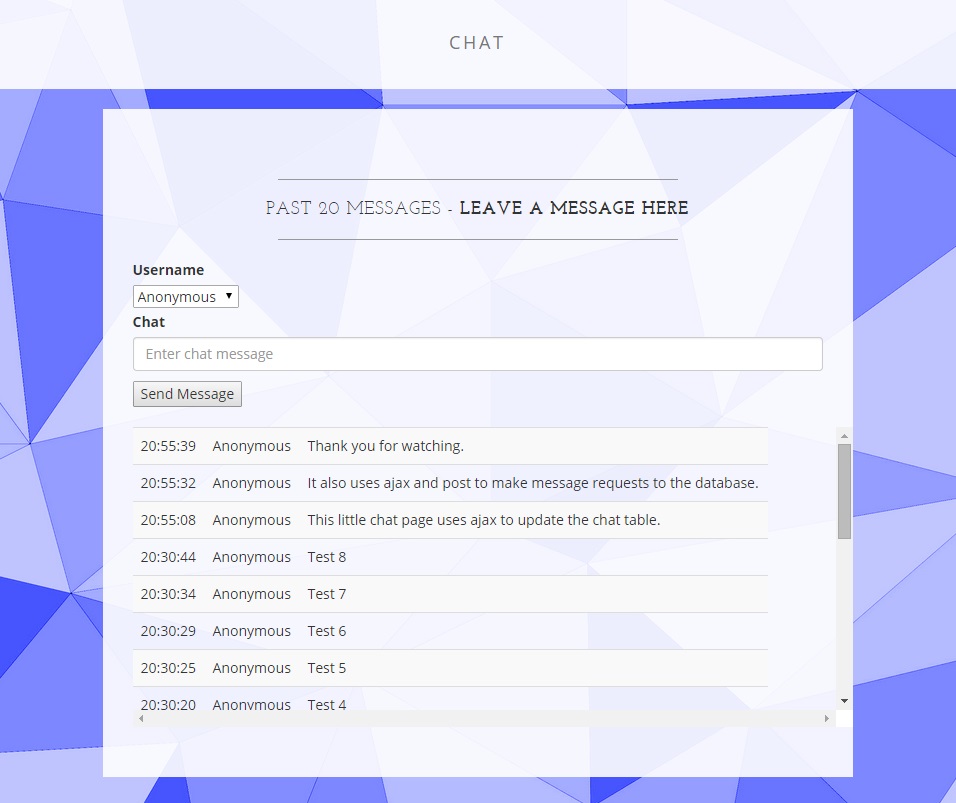 CHAT
PAST 20 MESSAGES - LEAVE A MESSAGE HERE
Username
Anonymous
Chat
Enter chat message
Send Message
20:55:39 Anonymous Thank you for watching.
20:55:32 Anonymous It also uses ajax and post to make message requests to the database.
20:55:08 Anonymous This little chat page uses ajax to update the chat table.
20:30:44 Anonymous Test 8
20:30:34 Anonymous Test 7
20:30:29 Anonymous Test 6
20:30:25 Anonymous Test 5
20:30:20 Anonymous Test 4